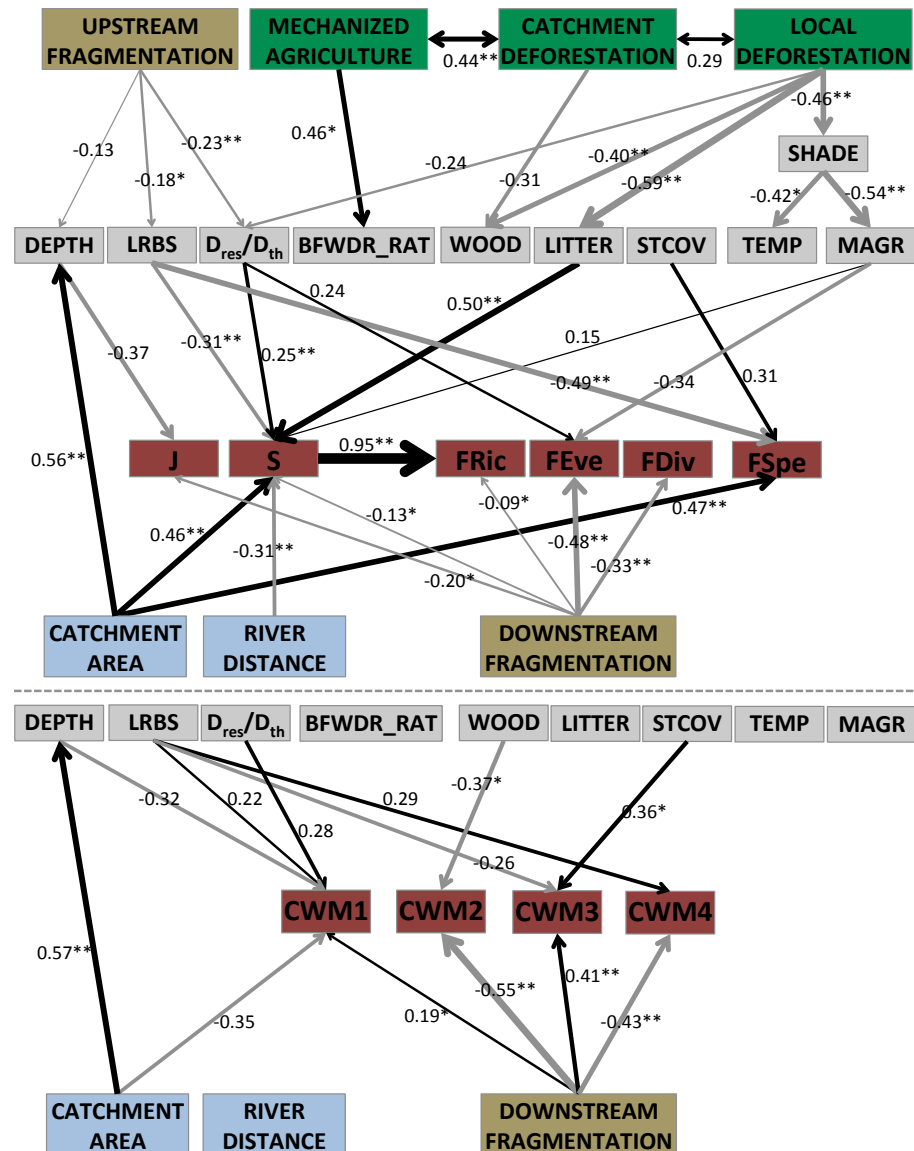 UPSTREAM
FRAGMENTATION
MECHANIZED
AGRICULTURE
CATCHMENT
DEFORESTATION
LOCAL
DEFORESTATION
0.44**
0.29
-0.46**
-0.13
-0.18*
-0.23**
0.46*
-0.24
-0.31
-0.40**
-0.59**
SHADE
-0.42*
-0.54**
DEPTH
LRBS
D_res/D_th
BFWDR_RAT
WOOD
LITTER
STCOV
TEMP
MAGR
-0.37
-0.31**
0.25**
0.24
0.50**
0.15
-0.49**
-0.34
0.31
J
S
0.95**
FRic
FEve
FDiv
FSpe
0.56**
0.46**
-0.31**
-0.13*
-0.20*
-0.09*
-0.48**
-0.33**
0.47**
CATCHMENT
AREA
RIVER
DISTANCE
DOWNSTREAM
FRAGMENTATION
DEPTH
LRBS
D_res/D_th
BFWDR_RAT
WOOD
LITTER
STCOV
TEMP
MAGR
-0.32
0.22
0.28
0.29
-0.37*
-0.26
0.36*
CWM1
CWM2
CWM3
CWM4
0.57**
-0.35
0.19*
-0.55**
0.41**
-0.43**
CATCHMENT
AREA
RIVER
DISTANCE
DOWNSTREAM
FRAGMENTATION